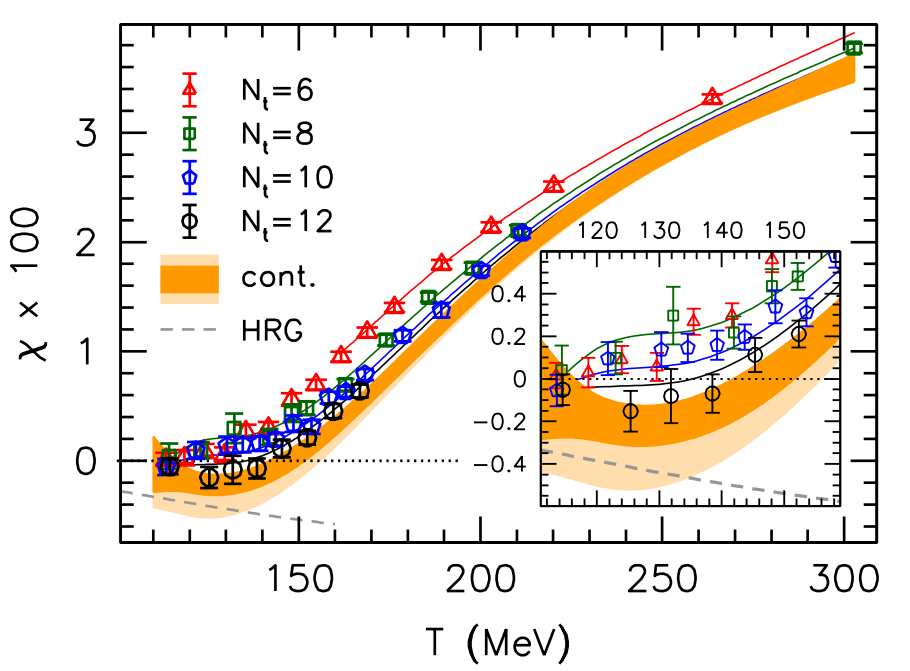 N_t=6
N_t=8
N_t=10
N_t=12
cont.
HRG
χ × 100
3
2
1
0
120 130 140 150
0.4
0.2
0
−0.2
−0.4
150 200 250 300
T (MeV)